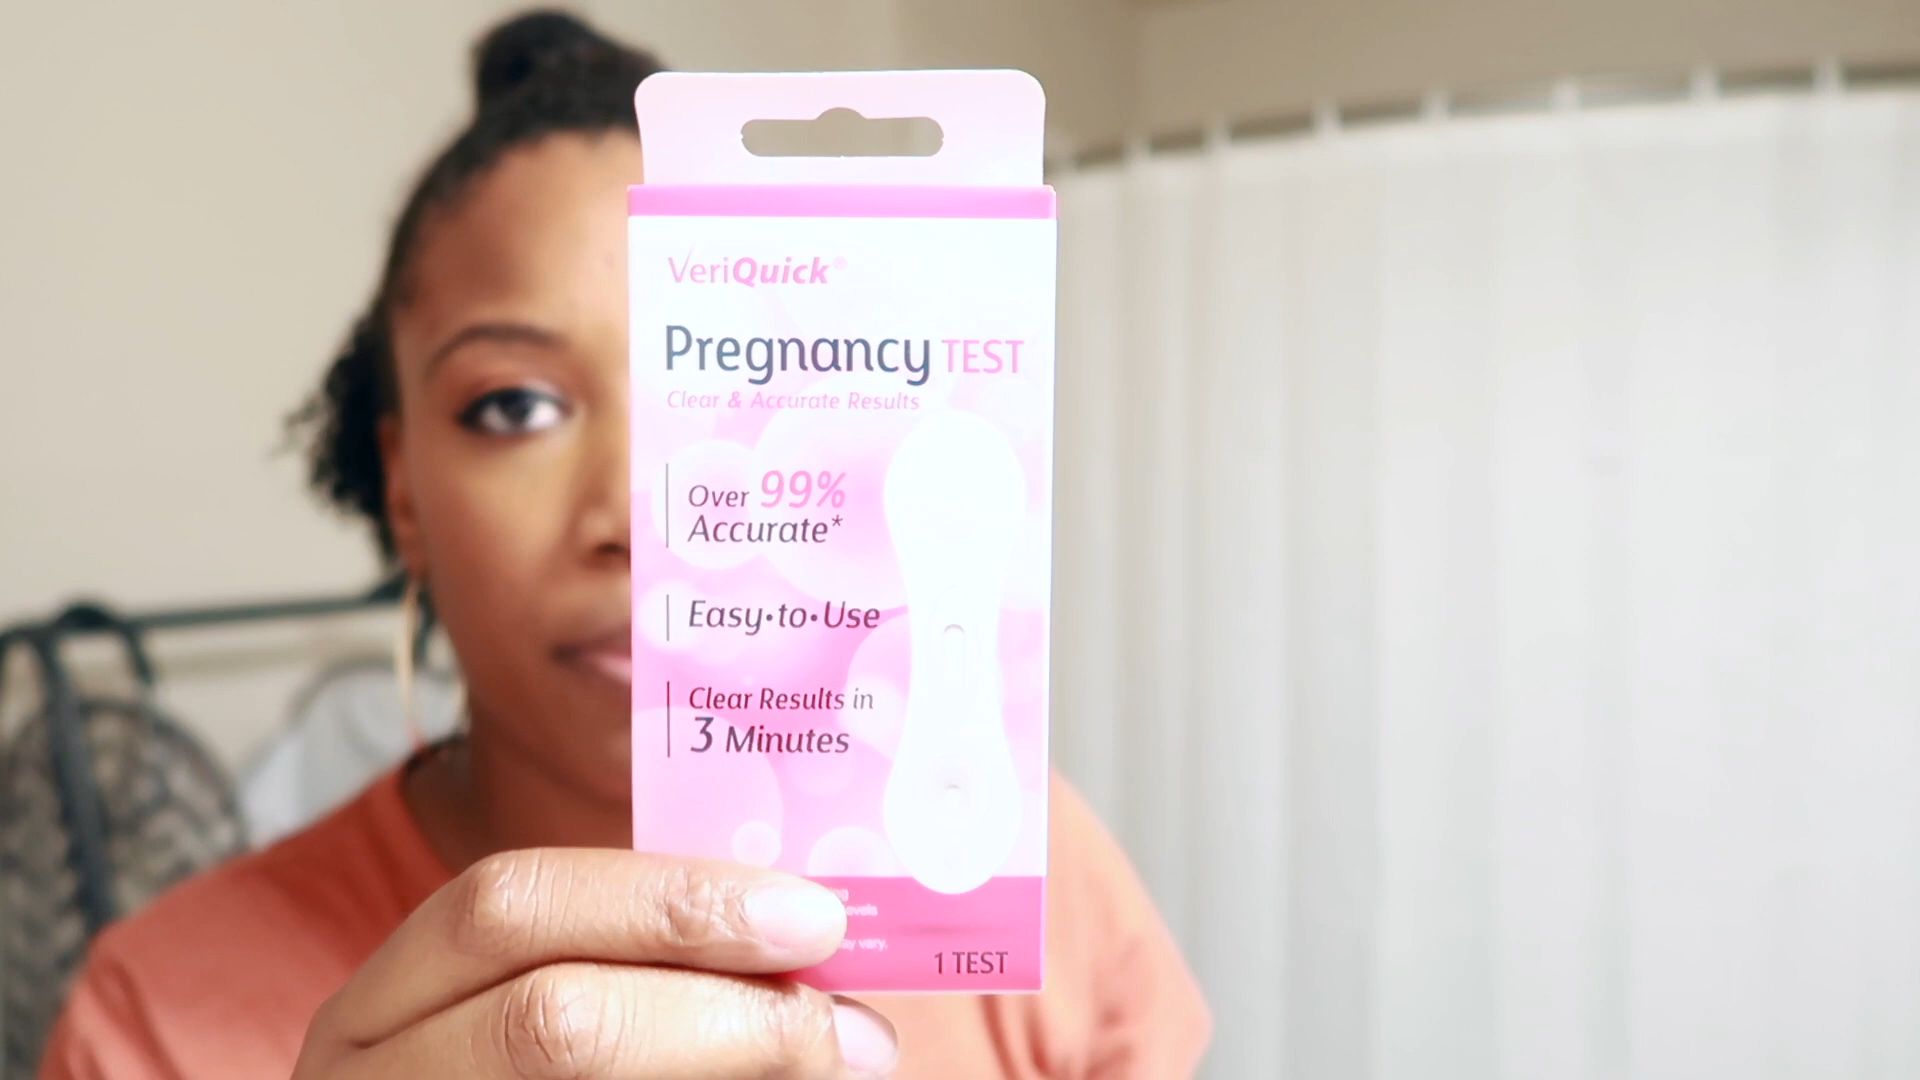 VeriQuick®
Pregnancy TEST
Clear & Accurate Results
Over 99%
Accurate*
Easy•to•Use
Clear Results in
3 Minutes
vary.
1 TEST